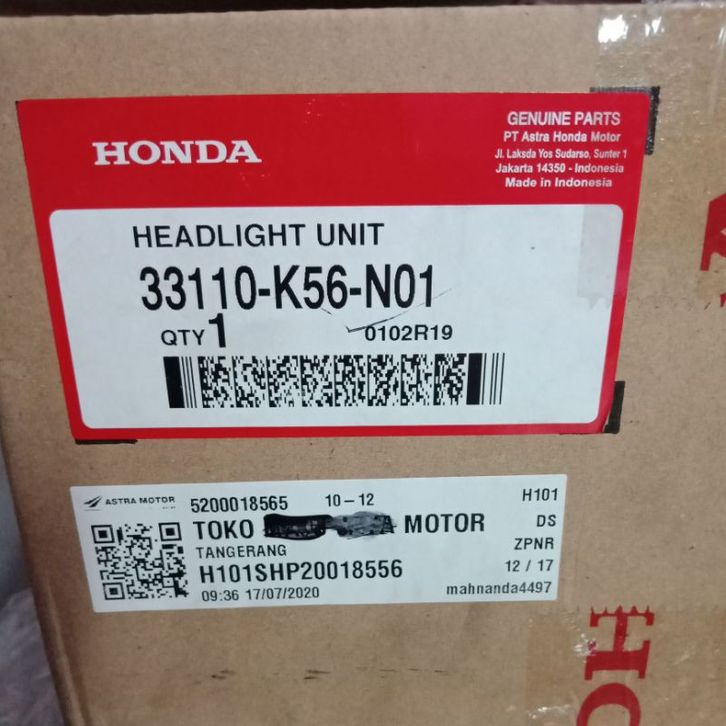 HONDA
GENUINE PARTS
PT Astra Honda Motor
Jl. Laksda Yos Sudarso, Sunter 1
Jakarta 14350 - Indonesia
Made in Indonesia
HEADLIGHT UNIT
33110-K56-N01
QTY 1
0102R19
ASTRA MOTOR
5200018565
10-12
H101
TOKO MOTOR
DS
TANGERANG
ZPNR
H101SHP20018556
12 / 17
09:36 17/07/2020
mahnanda4497